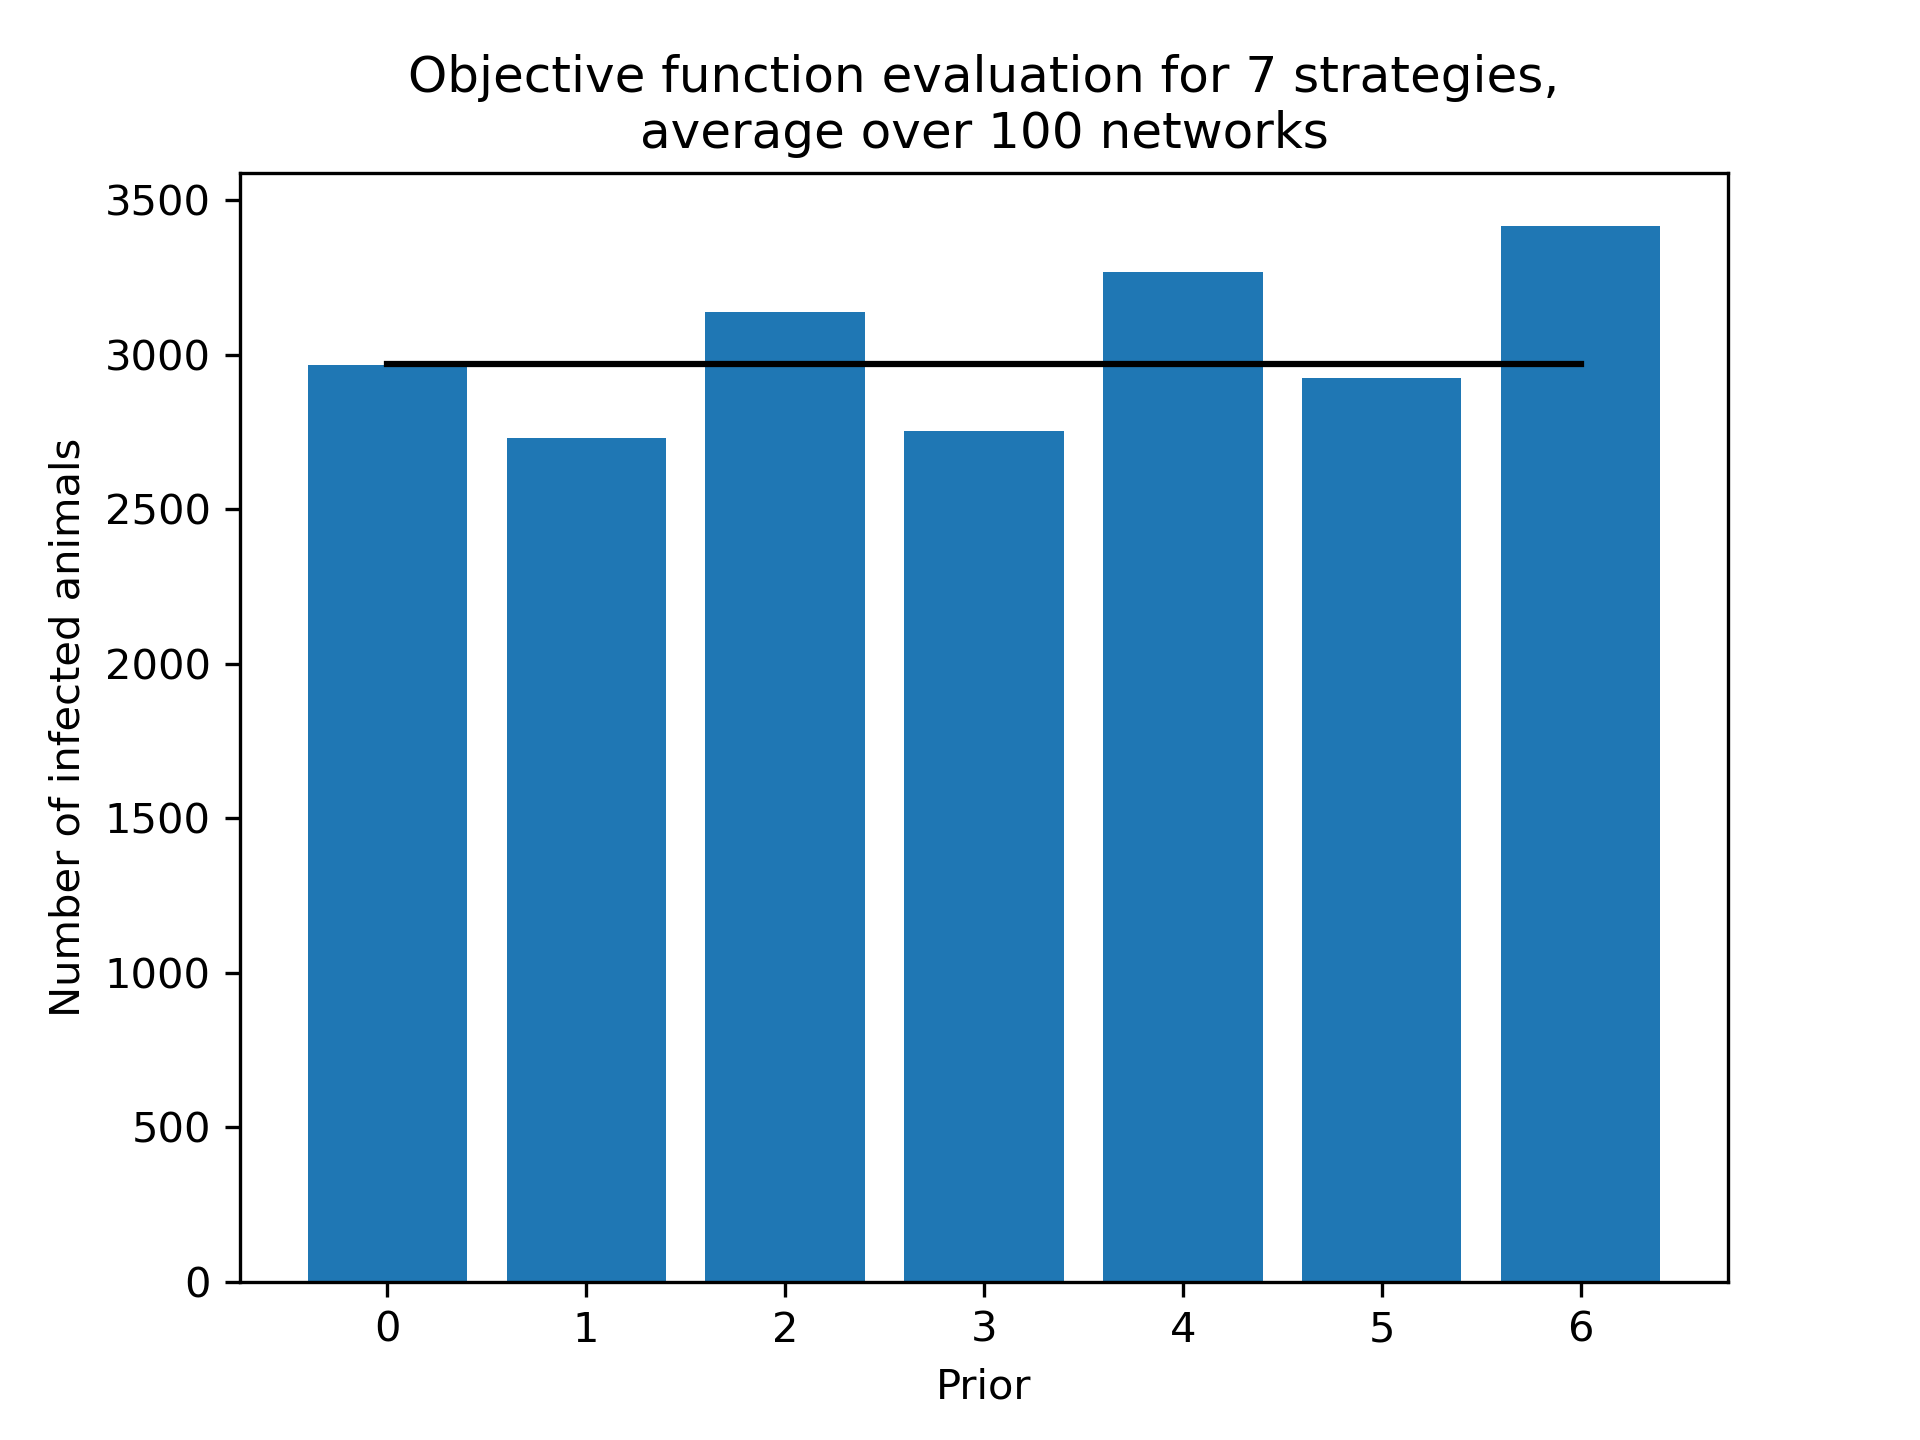 Objective function evaluation for 7 strategies,
average over 100 networks
3500
3000
2500
2000
1500
1000
500
0
Number of infected animals
0 1 2 3 4 5 6
Prior